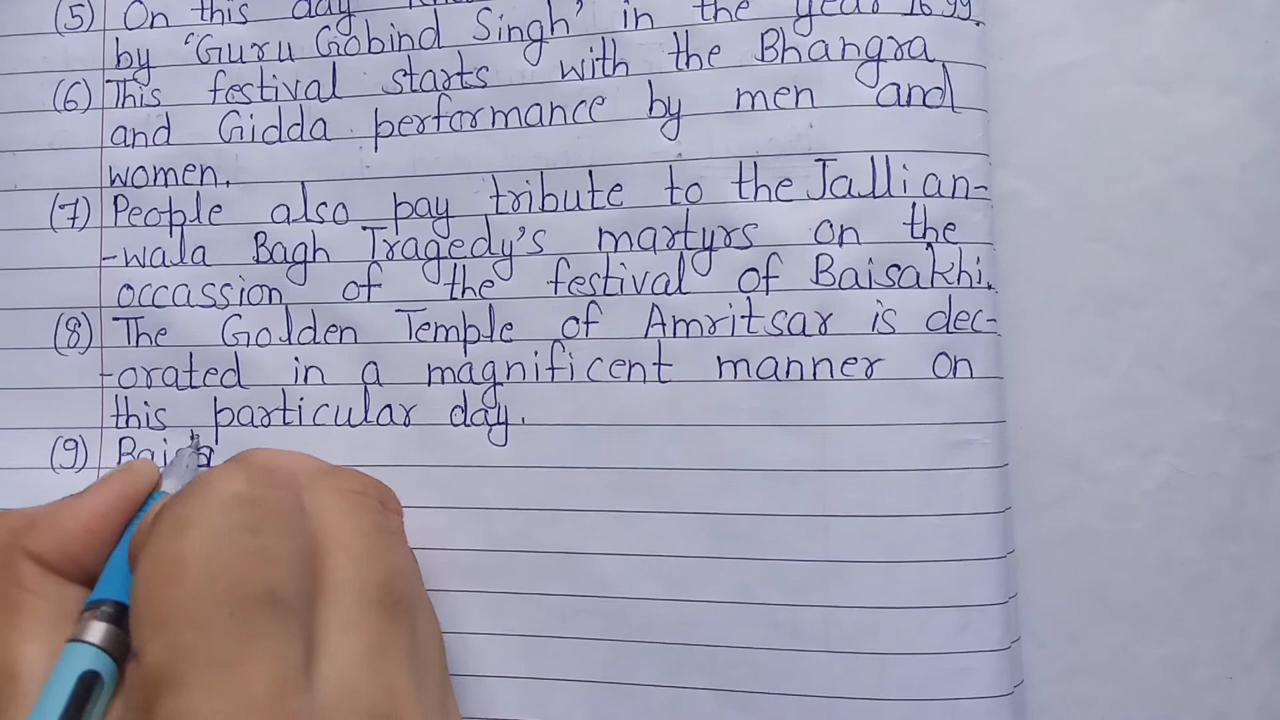 (5) On this day in the year 1699
by 'Guru Gobind Singh'
(6) This festival starts with the Bhangra
and Gidda performance by men and
women.
(7) People also pay tribute to the Jallian-
-wala Bagh Tragedy's martyrs on the
occassion of the festival of Baisakhi.
(8) The Golden Temple of Amritsar is dec-
-orated in a magnificent manner on
this particular day.
(9) Baisa